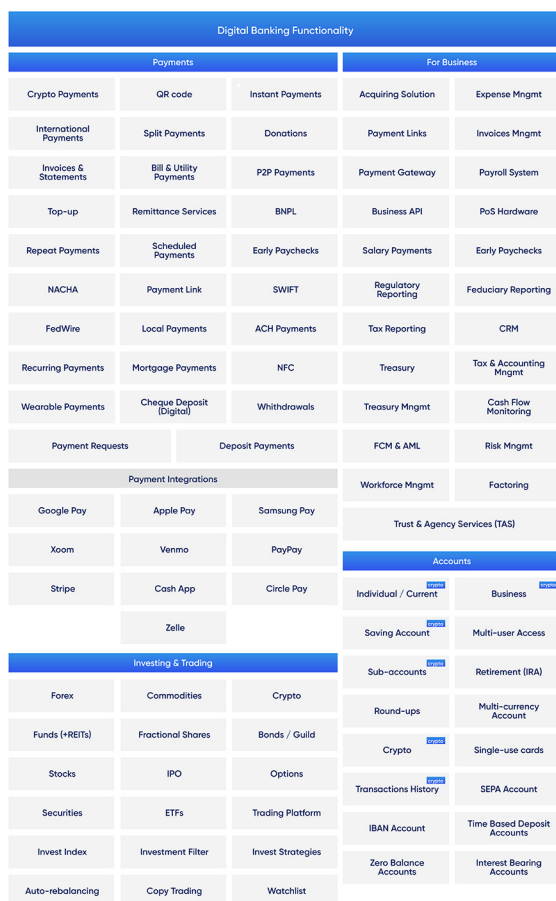 Digital Banking Functionality
Payments
Crypto Payments
QR code
Instant Payments
International
Payments
Split Payments
Donations
Invoices &
Statements
Bill & Utility
Payments
P2P Payments
Top-up
Remittance Services
BNPL
Repeat Payments
Scheduled
Payments
Early Paychecks
NACHA
Payment Link
SWIFT
FedWire
Local Payments
ACH Payments
Recurring Payments
Mortgage Payments
NFC
Wearable Payments
Cheque Deposit
(Digital)
Whithdrawals
Payment Requests
Deposit Payments
Payment Integrations
Google Pay
Apple Pay
Samsung Pay
Xoom
Venmo
PayPay
Stripe
Cash App
Circle Pay
Zelle
Investing & Trading
Forex
Commodities
Crypto
Funds (+REITs)
Fractional Shares
Bonds / Guild
Stocks
IPO
Options
Securities
ETFs
Trading Platform
Invest Index
Investment Filter
Invest Strategies
Auto-rebalancing
Copy Trading
Watchlist
For Business
Acquiring Solution
Expense Mngmt
Payment Links
Invoices Mngmt
Payment Gateway
Payroll System
Business API
PoS Hardware
Salary Payments
Early Paychecks
Regulatory
Reporting
Feduciary Reporting
Tax Reporting
CRM
Treasury
Tax & Accounting
Mngmt
Treasury Mngmt
Cash Flow
Monitoring
FCM & AML
Risk Mngmt
Workforce Mngmt
Factoring
Trust & Agency Services (TAS)
Accounts
crypto
Individual / Current
crypto
Business
crypto
Saving Account
Multi-user Access
crypto
Sub-accounts
Retirement (IRA)
Round-ups
Multi-currency
Account
crypto
Crypto
Single-use cards
crypto
Transactions History
SEPA Account
IBAN Account
Time Based Deposit
Accounts
Zero Balance
Accounts
Interest Bearing
Accounts